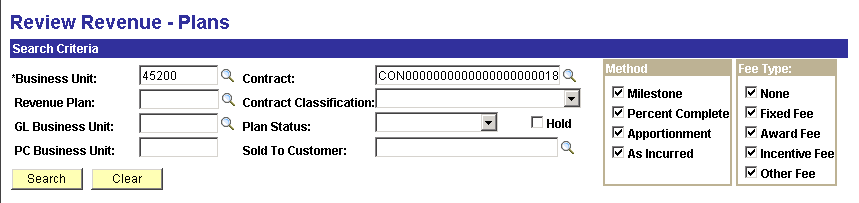 Review Revenue - Plans
Search Criteria
*Business Unit: 45200 Contract: CON0000000000000000000018
Revenue Plan: Contract Classification:
GL Business Unit: Plan Status: Hold
PC Business Unit: Sold To Customer:
Method
Milestone
Percent Complete
Apportionment
As Incurred
Fee Type:
None
Fixed Fee
Award Fee
Incentive Fee
Other Fee
Search Clear